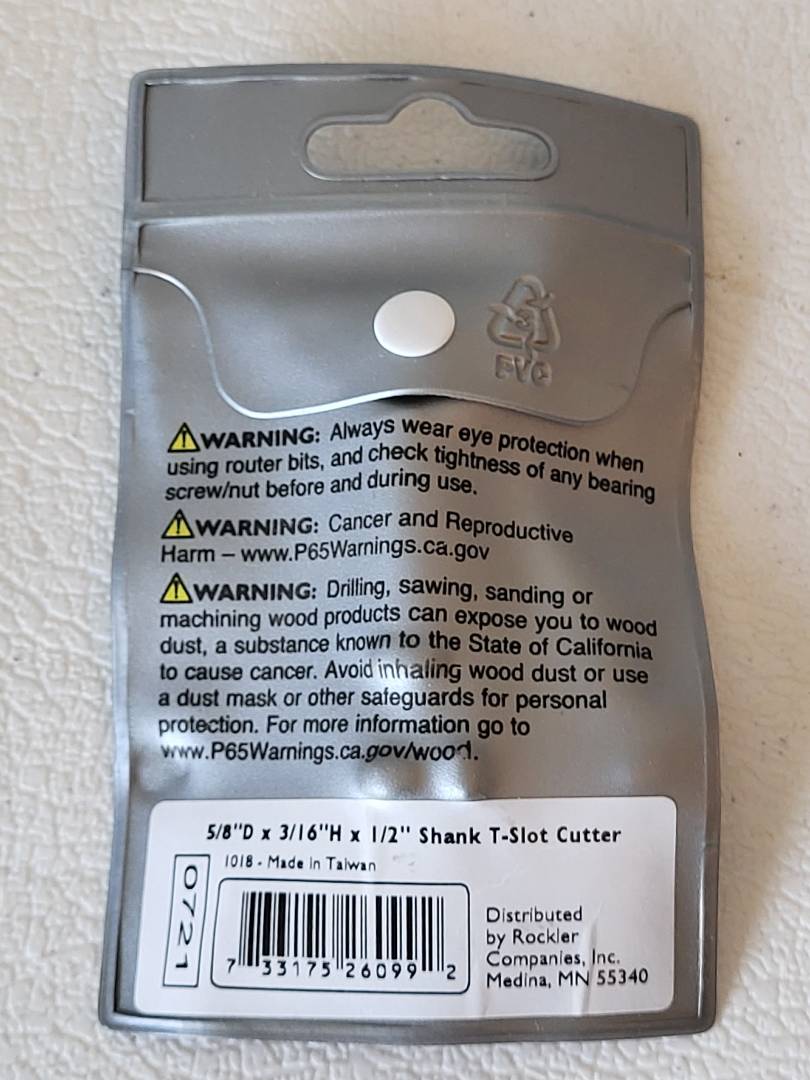 3
PVC
WARNING: Always wear eye protection when
using router bits, and check tightness of any bearing
screw/nut before and during use.
WARNING: Cancer and Reproductive
Harm – www.P65Warnings.ca.gov
WARNING: Drilling, sawing, sanding or
machining wood products can expose you to wood
dust, a substance known to the State of California
to cause cancer. Avoid inhaling wood dust or use
a dust mask or other safeguards for personal
protection. For more information go to
www.P65Warnings.ca.gov/wood.
5/8"D x 3/16"H x 1/2" Shank T-Slot Cutter
1018 - Made in Taiwan
0721
7 33175 26099 2
Distributed
by Rockler
Companies, Inc.
Medina, MN 55340